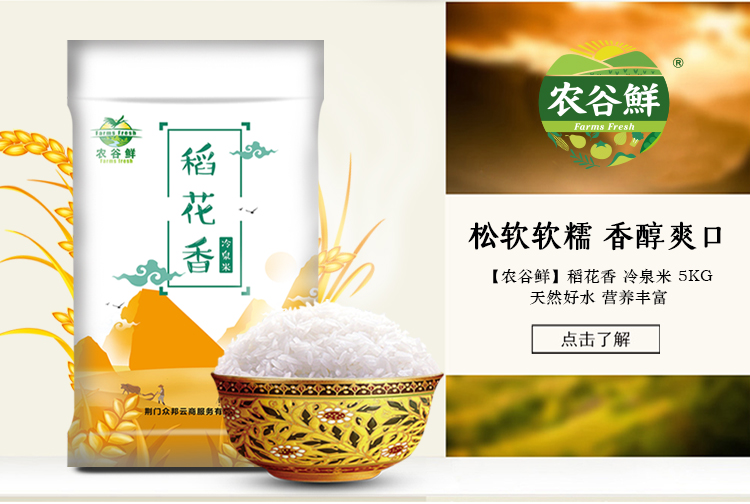 Farms Fresh
农谷鲜
Farms Fresh
稻花香
冷泉米
荆门众邦云商服务有
®
农谷鲜
Farms Fresh
松软软糯 香醇爽口
【农谷鲜】稻花香 冷泉米 5KG
天然好水 营养丰富
点击了解